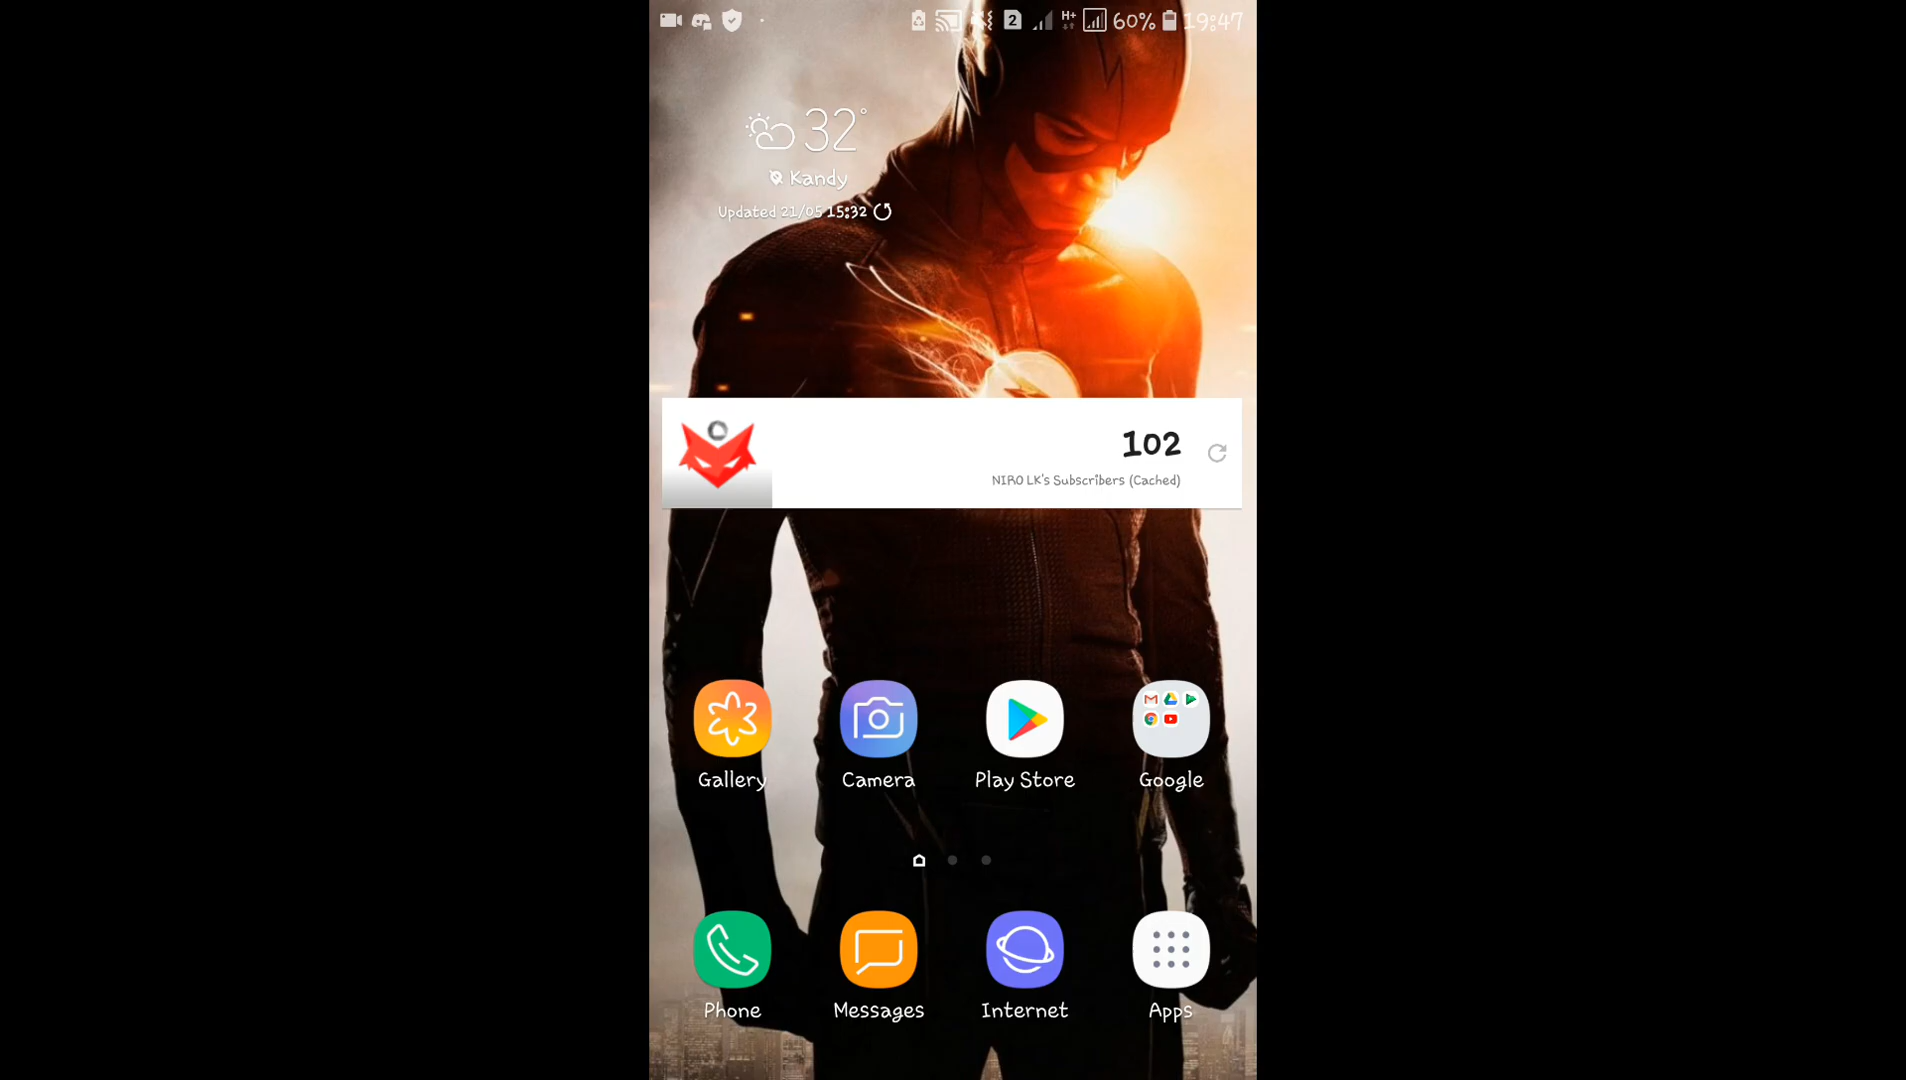 2 H+ 60% 19:47
32°
Kandy
Updated 21/05 15:32
102
NIRO LK's Subscribers (Cached)
Gallery Camera Play Store Google
Phone Messages Internet Apps